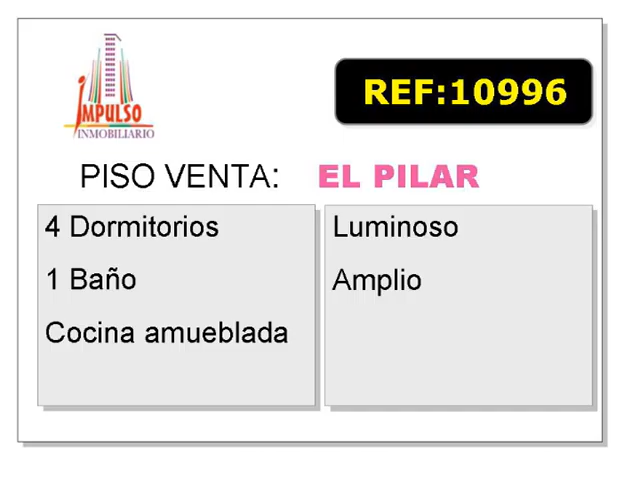 IMPULSO
INMOBILIARIO
REF:10996
PISO VENTA: EL PILAR
4 Dormitorios
1 Baño
Cocina amueblada
Luminoso
Amplio